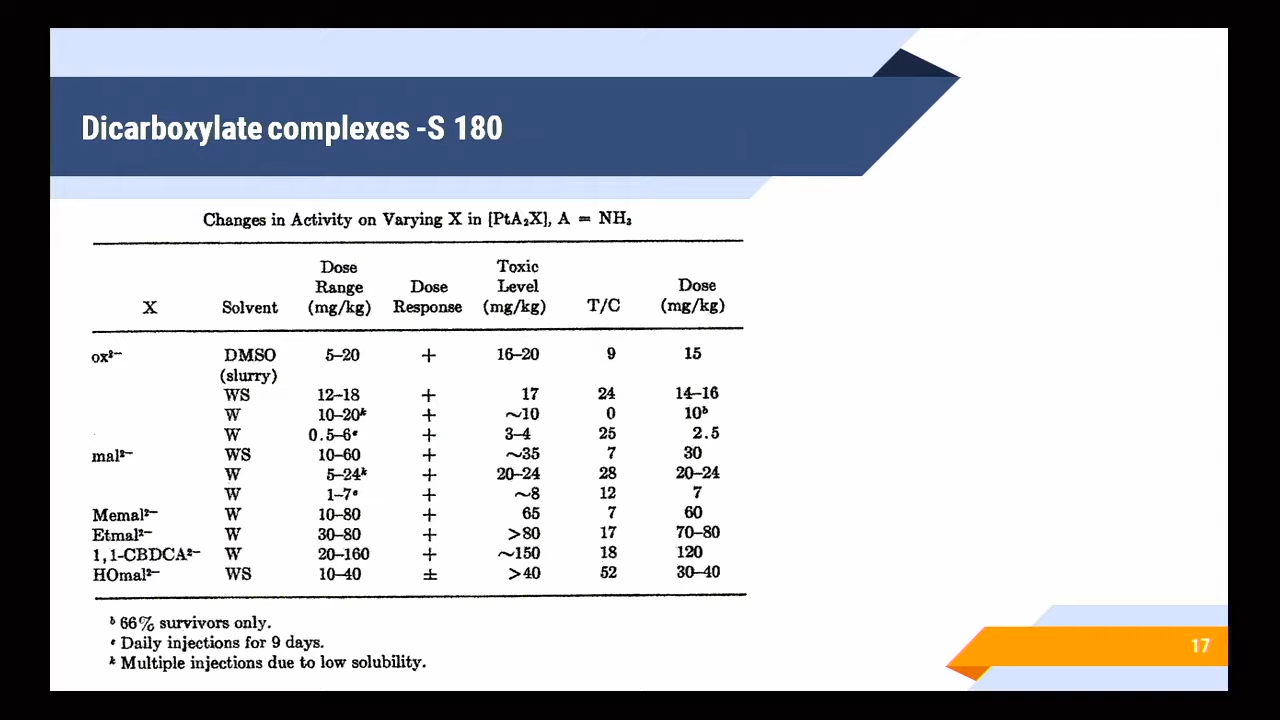 Dicarboxylate complexes -S 180
Changes in Activity on Varying X in [PtA₂X], A = NH₃
Dose Toxic
Range Dose Level Dose
X Solvent (mg/kg) Response (mg/kg) T/C (mg/kg)
ox²⁻ DMSO 5–20 + 16–20 9 15
(slurry)
WS 12–18 + 17 24 14–16
W 10–20ᵏ + ~10 0 10ᵇ
W 0.5–6ᵉ + 3–4 25 2.5
mal²⁻ WS 10–60 + ~35 7 30
W 5–24ᵏ + 20–24 28 20–24
W 1–7ᵉ + ~8 12 7
Memal²⁻ W 10–80 + 65 7 60
Etmal²⁻ W 30–80 + >80 17 70–80
1,1-CBDCA²⁻ W 20–160 + ~150 18 120
HOmal²⁻ WS 10–40 ± >40 52 30–40
ᵇ 66% survivors only.
ᵉ Daily injections for 9 days.
ᵏ Multiple injections due to low solubility.
17